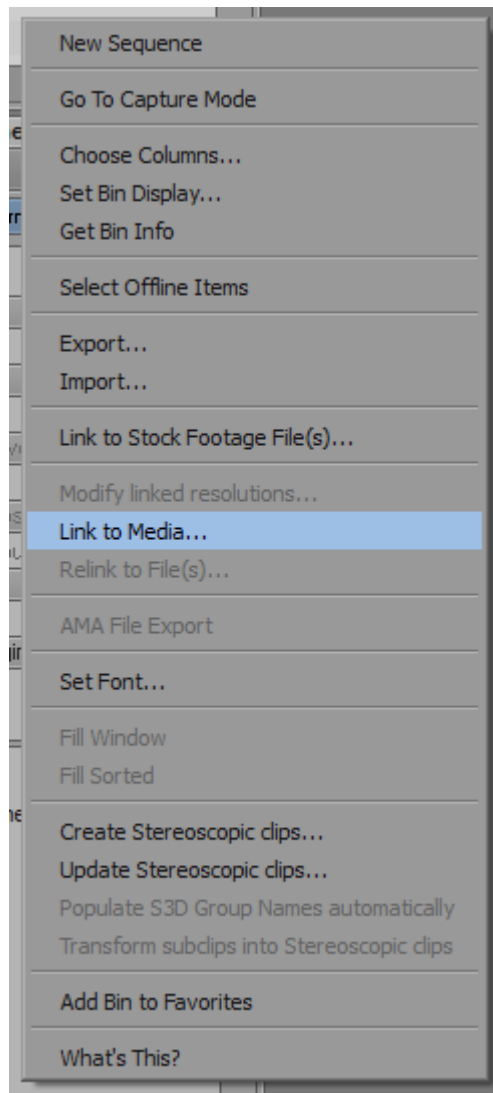 New Sequence
Go To Capture Mode
Choose Columns...
Set Bin Display...
Get Bin Info
Select Offline Items
Export...
Import...
Link to Stock Footage File(s)...
Modify linked resolutions...
Link to Media...
Relink to File(s)...
AMA File Export
Set Font...
Fill Window
Fill Sorted
Create Stereoscopic clips...
Update Stereoscopic clips...
Populate S3D Group Names automatically
Transform subclips into Stereoscopic clips
Add Bin to Favorites
What's This?